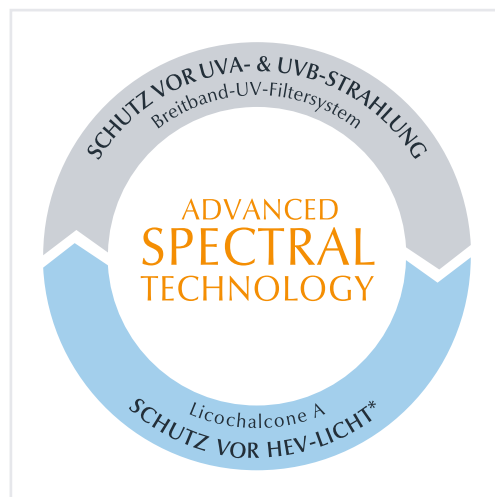 SCHUTZ VOR UVA- & UVB-STRAHLUNG
Breitband-UV-Filtersystem
ADVANCED
SPECTRAL
TECHNOLOGY
Licochalcone A
SCHUTZ VOR HEV-LICHT*